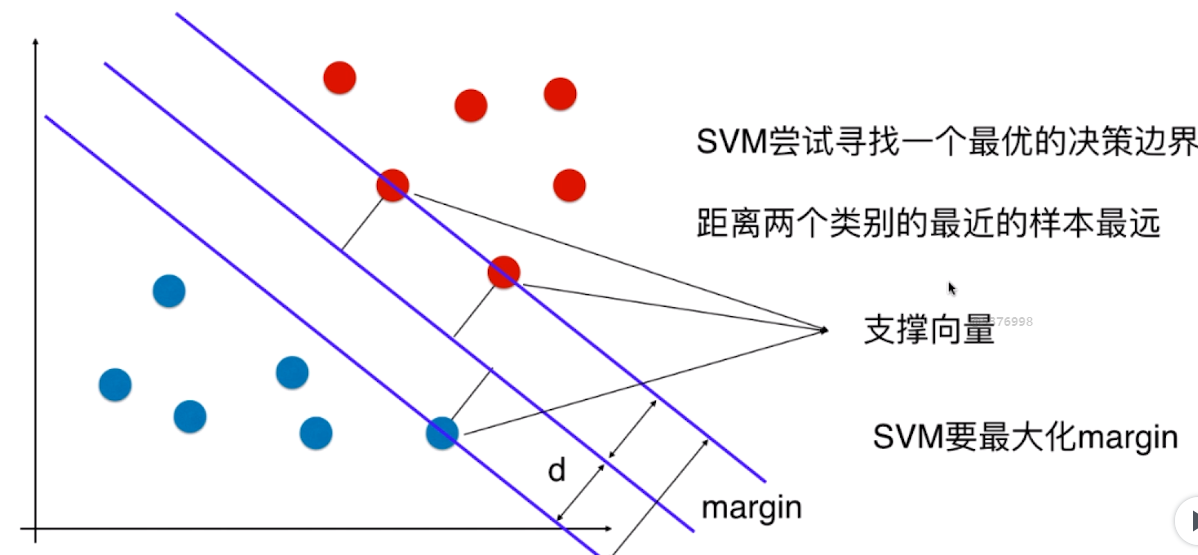 SVM尝试寻找一个最优的决策边界
距离两个类别的最近的样本最远
支撑向量
SVM要最大化margin
d
margin